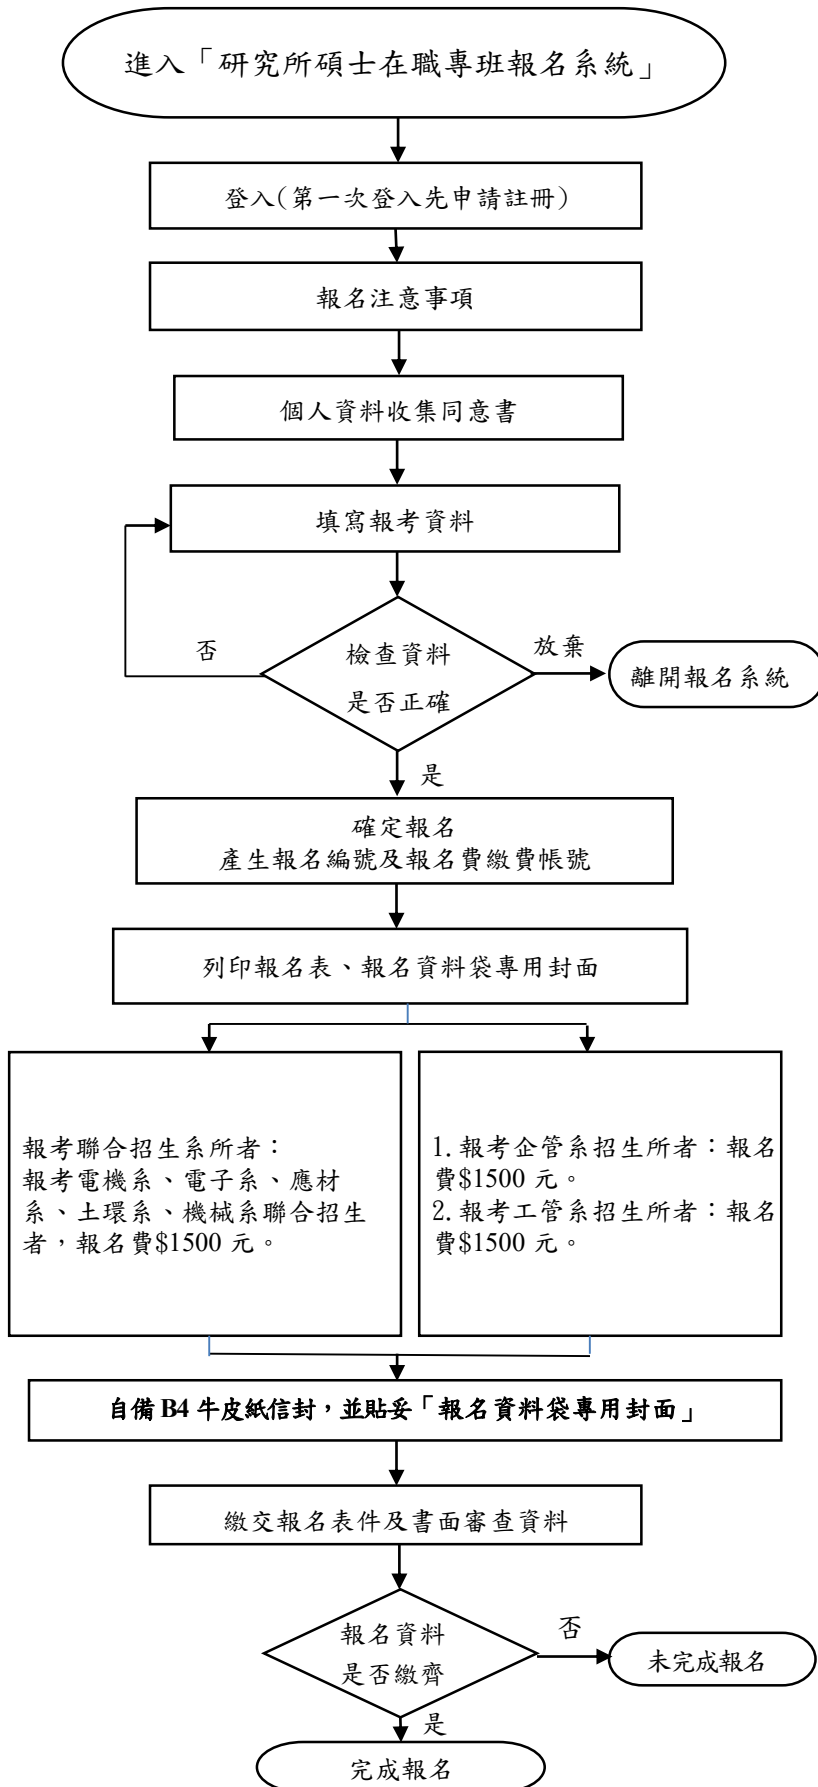 進入「研究所碩士在職專班報名系統」
登入(第一次登入先申請註冊)
報名注意事項
個人資料收集同意書
填寫報考資料
否
檢查資料
是否正確
放棄
離開報名系統
是
確定報名
產生報名編號及報名費繳費帳號
列印報名表、報名資料袋專用封面
報考聯合招生系所者：
報考電機系、電子系、應材
系、土環系、機械系聯合招生
者，報名費$1500 元。
1.報考企管系招生所者：報名
費$1500 元。
2.報考工管系招生所者：報名
費$1500 元。
自備 B4 牛皮紙信封，並貼妥「報名資料袋專用封面」
繳交報名表件及書面審查資料
報名資料
是否繳齊
否
未完成報名
是
完成報名